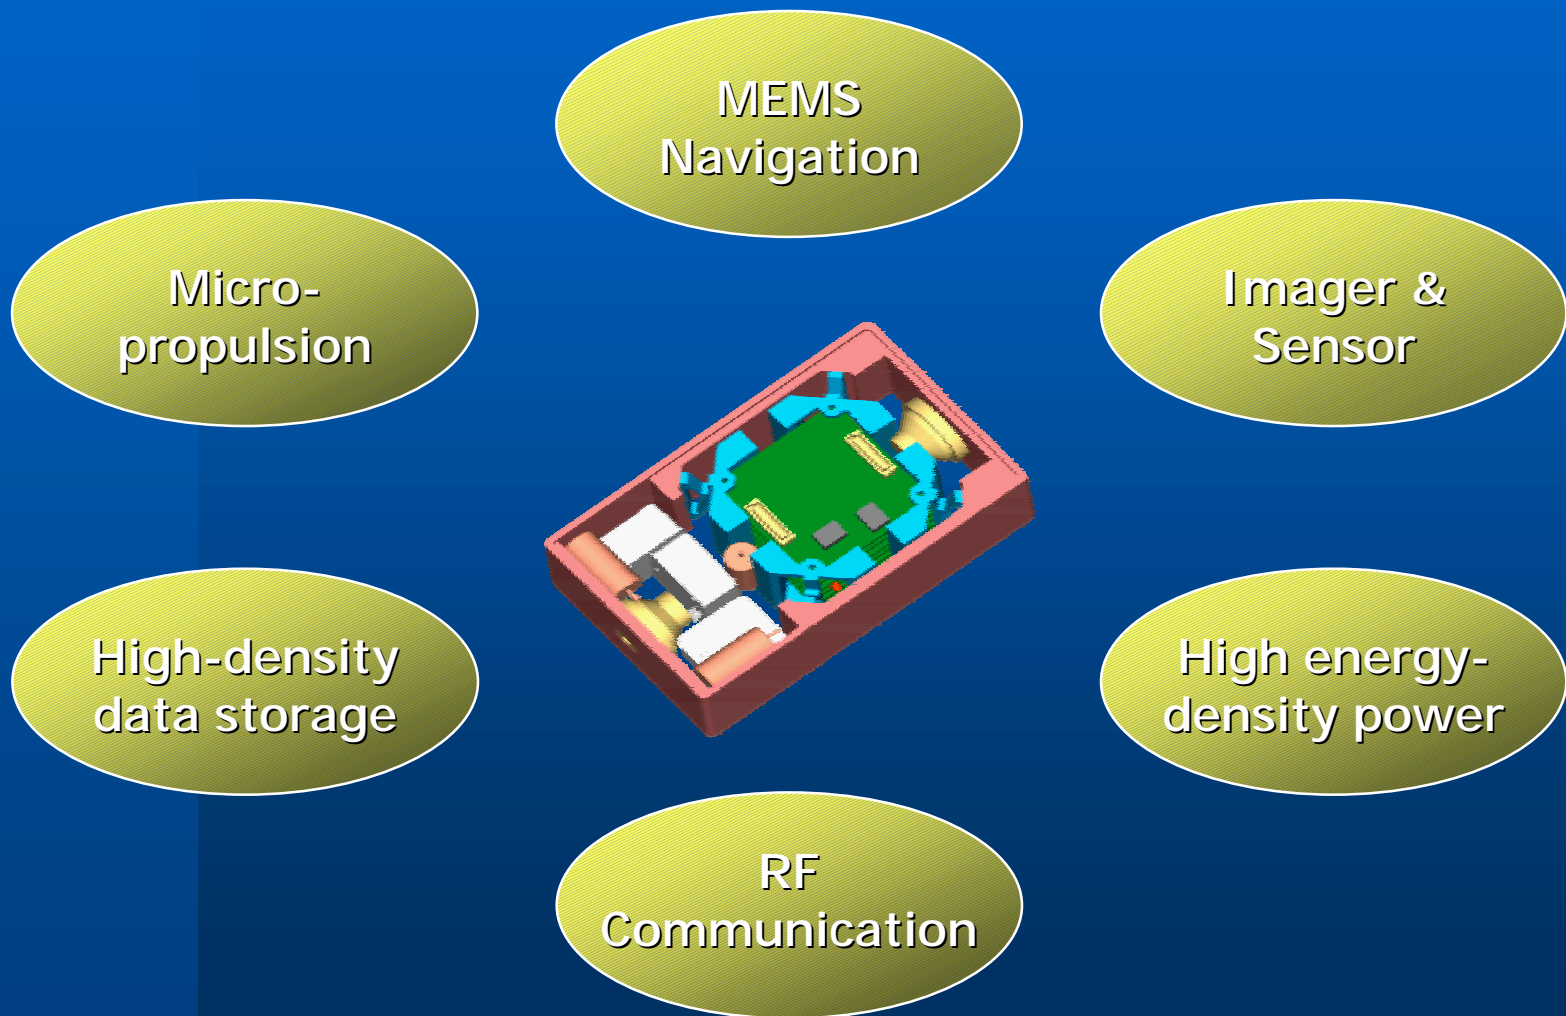 MEMS
Navigation
Micro-
propulsion
Imager &
Sensor
High-density
data storage
High energy-
density power
RF
Communication